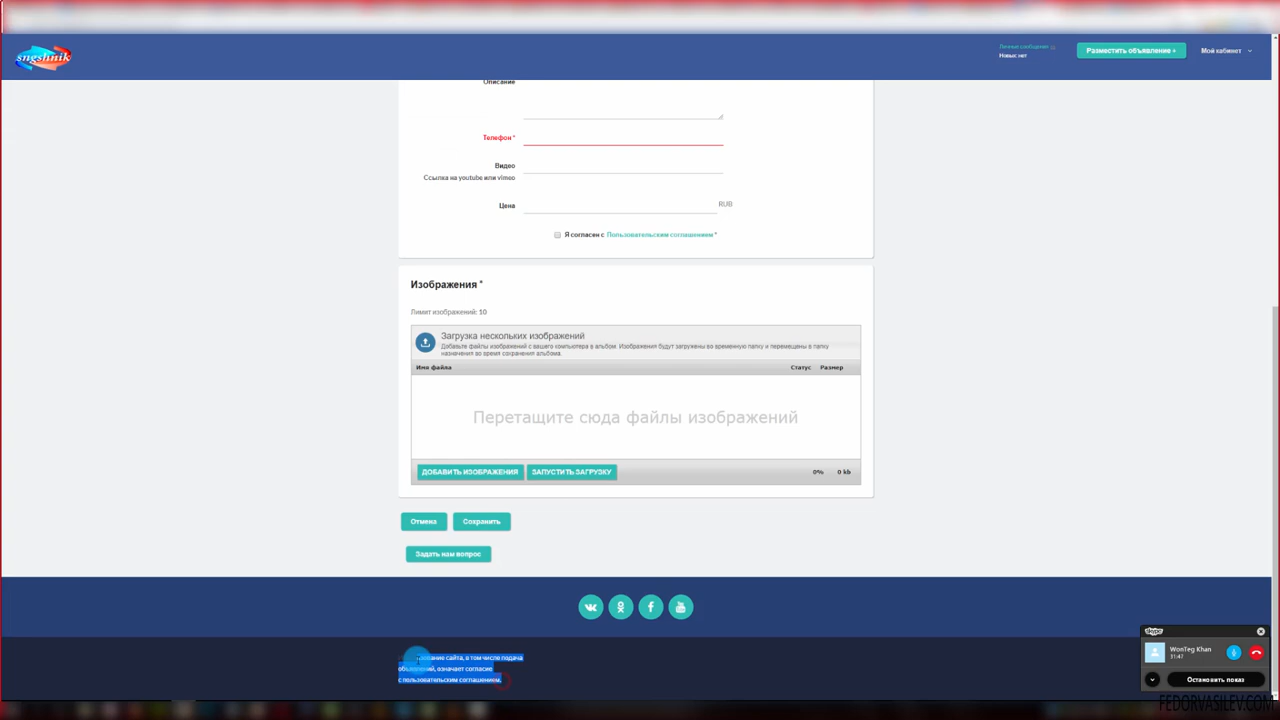 sngshnik
Личные сообщения
Новых: нет
Разместить объявление +
Мой кабинет
Описание
Телефон *
Видео
Ссылка на youtube или vimeo
Цена
RUB
Я согласен с Пользовательским соглашением *
Изображения *
Лимит изображений: 10
Загрузка нескольких изображений
Добавьте файлы изображений с вашего компьютера в альбом. Изображения будут загружены во временную папку и перемещены в папку
назначения во время сохранения альбома.
Имя файла Статус Размер
Перетащите сюда файлы изображений
ДОБАВИТЬ ИЗОБРАЖЕНИЯ ЗАПУСТИТЬ ЗАГРУЗКУ 0% 0 kb
Отмена Сохранить
Задать нам вопрос
сайта, в том числе подача
объявлений, означает согласие
с пользовательским соглашением.
skype
WonTeg Khan
31:47
Остановить показ
FEDORVASILEV.COM